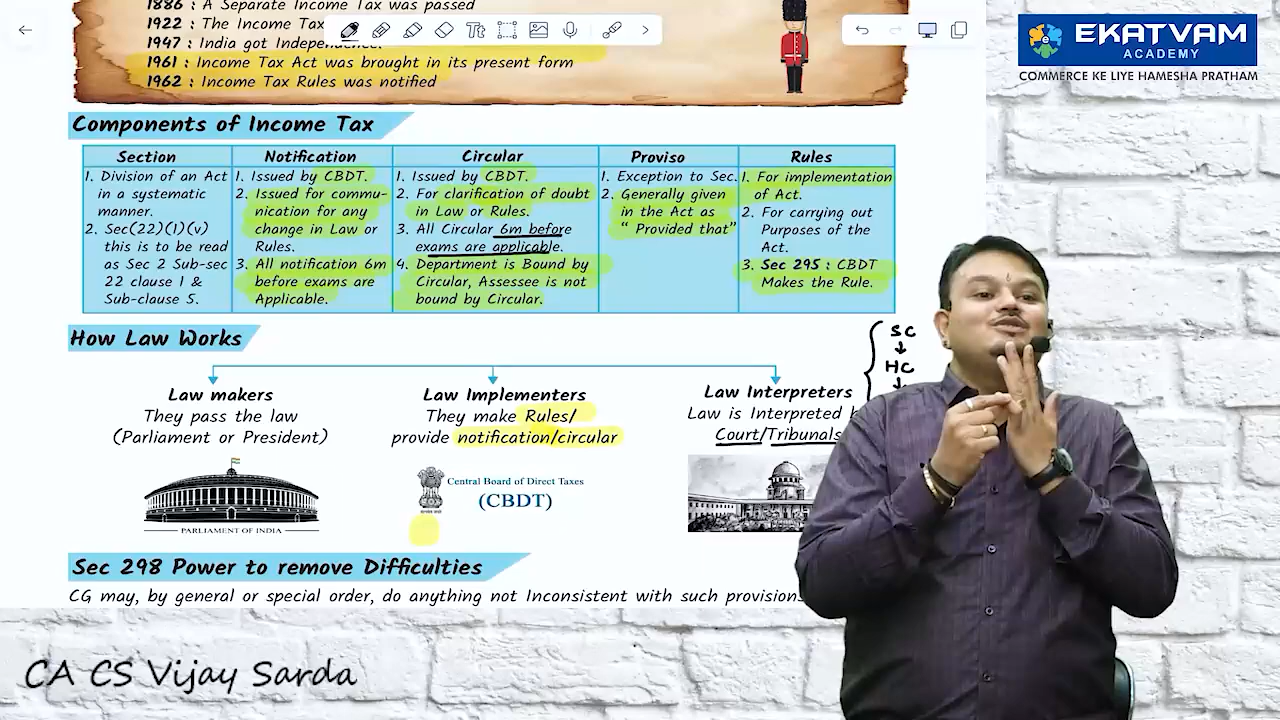 1886 : A Separate Income Tax was passed
1922 : The Income Tax
1947 : India got Independence.
1961 : Income Tax Act was brought in its present form
1962 : Income Tax Rules was notified
EKATVAM
ACADEMY
COMMERCE KE LIYE HAMESHA PRATHAM
Components of Income Tax
Section
1. Division of an Act
in a systematic
manner.
2. Sec(22)(1)(v)
this is to be read
as Sec 2 Sub-sec
22 clause 1 &
Sub-clause 5.
Notification
1. Issued by CBDT.
2. Issued for commu-
nication for any
change in Law or
Rules.
3. All notification 6m
before exams are
Applicable.
Circular
1. Issued by CBDT.
2. For clarification of doubt
in Law or Rules.
3. All Circular 6m before
exams are applicable.
4. Department is Bound by
Circular, Assessee is not
bound by Circular.
Proviso
1. Exception to Sec.
2. Generally given
in the Act as
“ Provided that”
Rules
1. For implementation
of Act.
2. For carrying out
Purposes of the
Act.
3. Sec 295 : CBDT
Makes the Rule.
How Law Works
SC
↓
HC
↓
Law makers
They pass the law
(Parliament or President)
PARLIAMENT OF INDIA
Law Implementers
They make Rules/
provide notification/circular
Central Board of Direct Taxes
(CBDT)
Law Interpreters
Law is Interpreted
Court/Tribunals
Sec 298 Power to remove Difficulties
CG may, by general or special order, do anything not Inconsistent with such provisions
CA CS Vijay Sarda